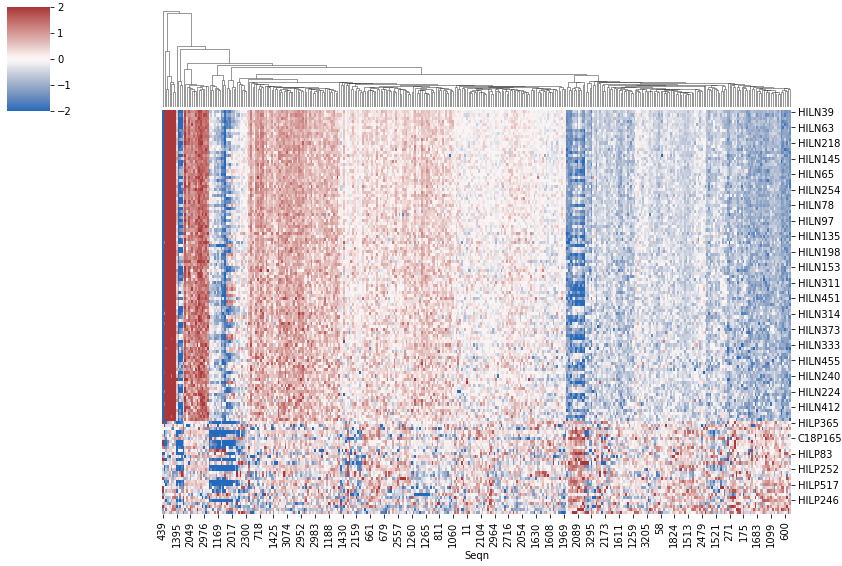 2
1
0
−1
−2
HILN39
HILN63
HILN218
HILN145
HILN65
HILN254
HILN78
HILN97
HILN135
HILN198
HILN153
HILN311
HILN451
HILN314
HILN373
HILN333
HILN455
HILN240
HILN224
HILN412
HILP365
C18P165
HILP83
HILP252
HILP517
HILP246
439
1395
2049
2976
1169
2017
2300
718
1425
3074
2952
2983
1188
1430
2159
661
679
2557
1260
1265
811
1060
11
2104
2964
2716
2054
1630
1608
1969
2089
3295
2173
1611
1259
3205
58
1824
1513
2479
1521
271
175
1683
1099
600
Seqn